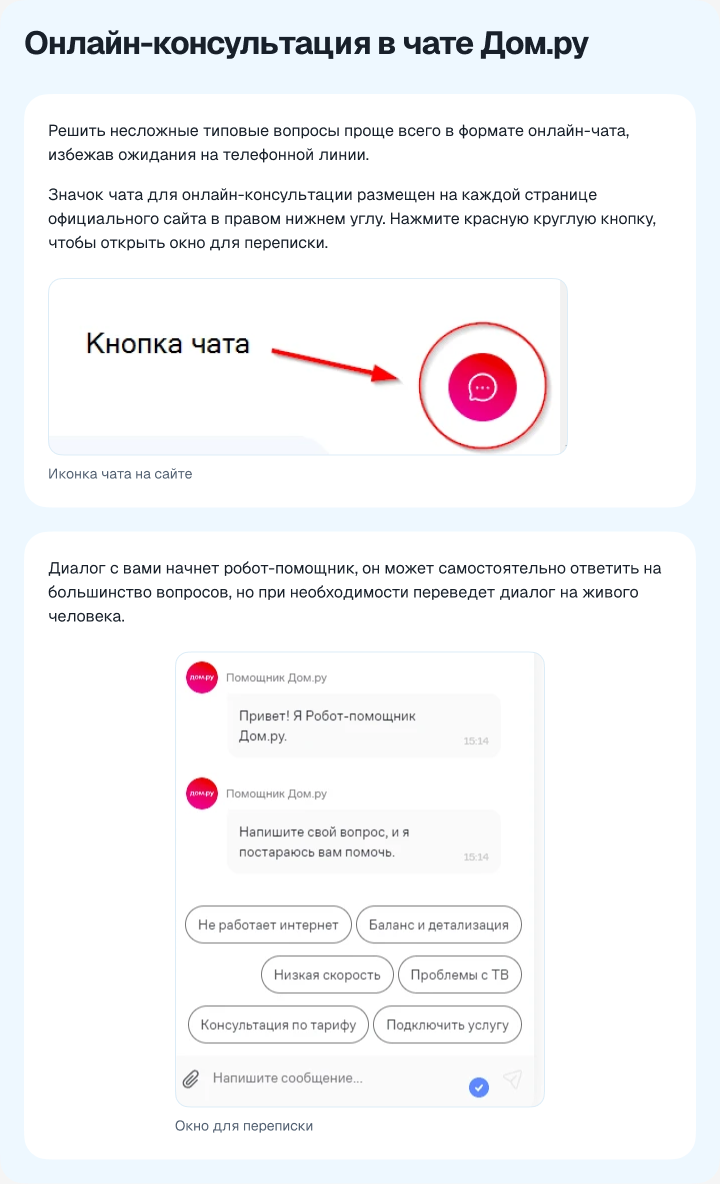 Онлайн-консультация в чате Дом.ру
Решить несложные типовые вопросы проще всего в формате онлайн-чата,
избежав ожидания на телефонной линии.
Значок чата для онлайн-консультации размещен на каждой странице
официального сайта в правом нижнем углу. Нажмите красную круглую кнопку,
чтобы открыть окно для переписки.
Кнопка чата
Иконка чата на сайте
Диалог с вами начнет робот-помощник, он может самостоятельно ответить на
большинство вопросов, но при необходимости переведет диалог на живого
человека.
дом.ру Помощник Дом.ру
Привет! Я Робот-помощник
Дом.ру.
15:14
дом.ру Помощник Дом.ру
Напишите свой вопрос, и я
постараюсь вам помочь.
15:14
Не работает интернет Баланс и детализация
Низкая скорость Проблемы с ТВ
Консультация по тарифу Подключить услугу
Напишите сообщение...
Окно для переписки